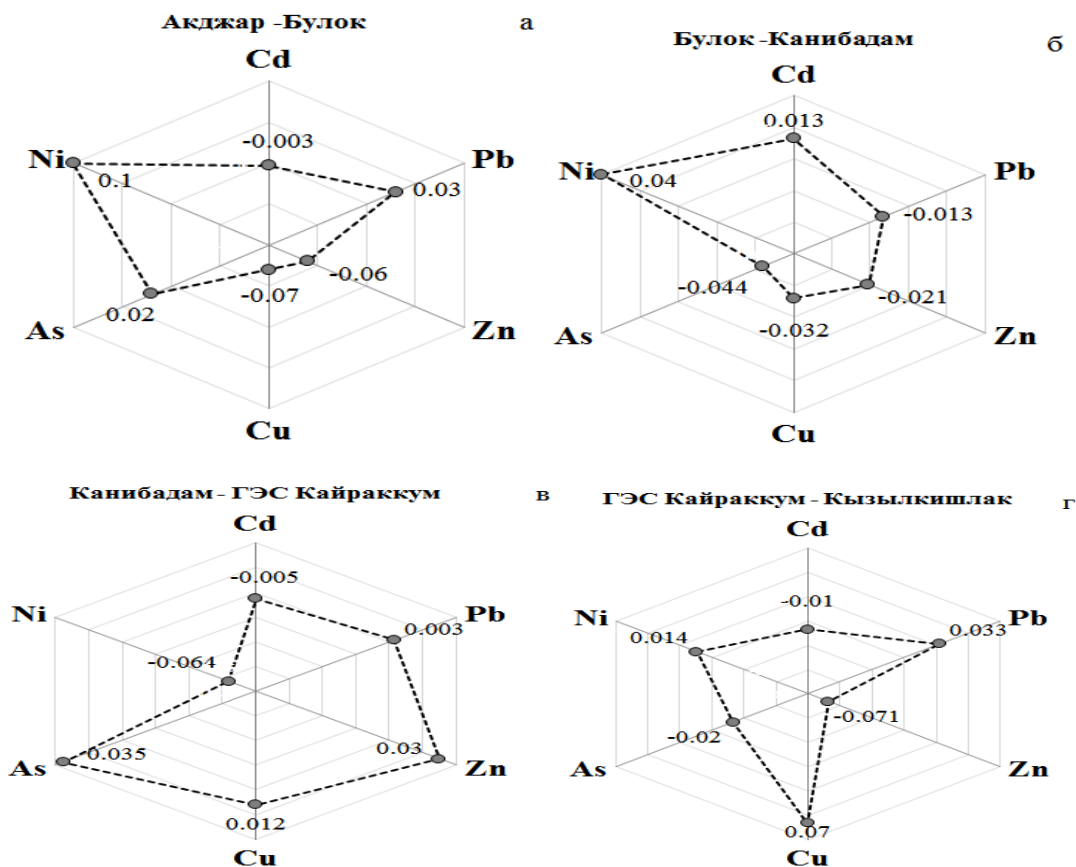 Акджар -Булок
а
Cd
-0.003
Ni
Pb
0.1
0.03
-0.06
0.02
-0.07
As
Zn
Cu
Булок -Канибадам
б
Cd
0.013
Ni
Pb
0.04
-0.013
-0.044
-0.021
-0.032
As
Zn
Cu
Канибадам - ГЭС Кайраккум
в
Cd
-0.005
Ni
Pb
0.003
-0.064
0.035
0.03
As
Zn
0.012
Cu
ГЭС Кайраккум - Кызылкишлак
г
Cd
-0.01
Ni
Pb
0.014
0.033
-0.02
-0.071
As
Zn
0.07
Cu